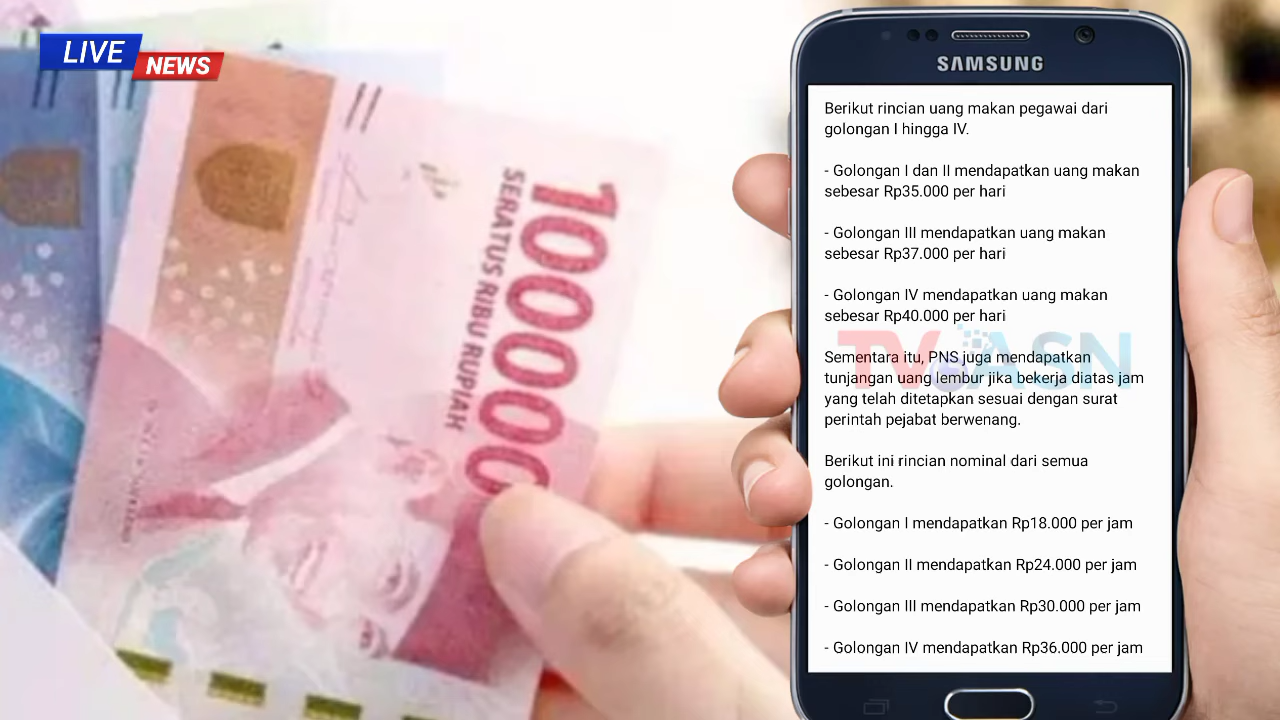 LIVE
NEWS
100000
SERATUS RIBU RUPIAH
SAMSUNG
Berikut rincian uang makan pegawai dari
golongan I hingga IV.
- Golongan I dan II mendapatkan uang makan
sebesar Rp35.000 per hari
- Golongan III mendapatkan uang makan
sebesar Rp37.000 per hari
- Golongan IV mendapatkan uang makan
sebesar Rp40.000 per hari
TV ASN
Sementara itu, PNS juga mendapatkan
tunjangan uang lembur jika bekerja diatas jam
yang telah ditetapkan sesuai dengan surat
perintah pejabat berwenang.
Berikut ini rincian nominal dari semua
golongan.
- Golongan I mendapatkan Rp18.000 per jam
- Golongan II mendapatkan Rp24.000 per jam
- Golongan III mendapatkan Rp30.000 per jam
- Golongan IV mendapatkan Rp36.000 per jam